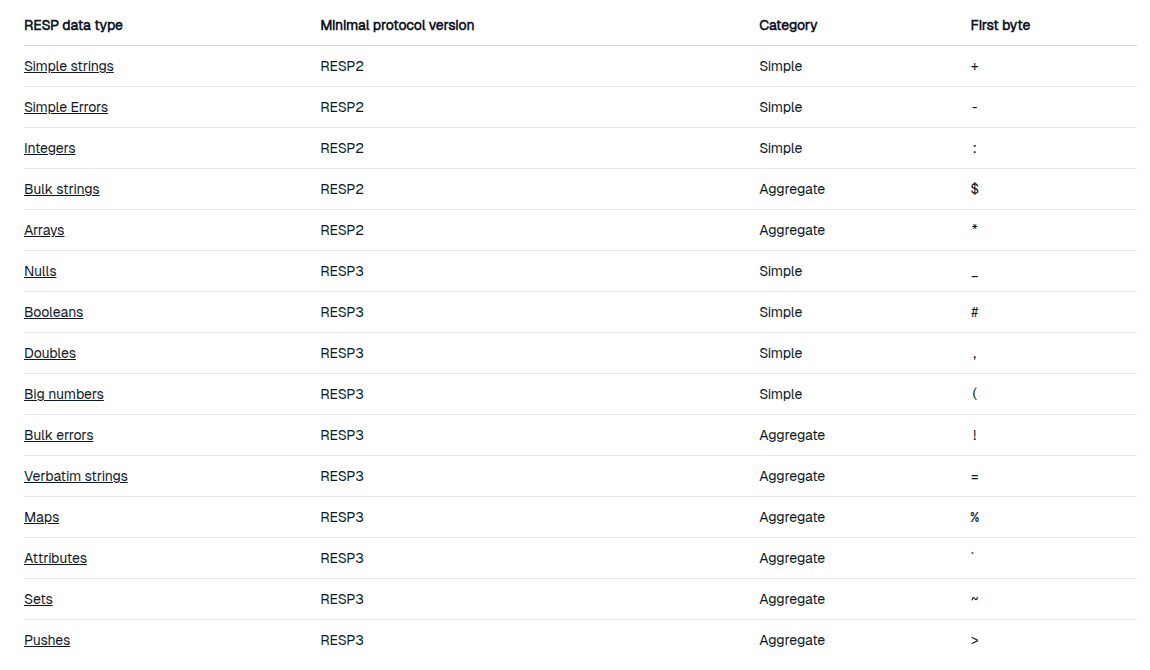 RESP data type Minimal protocol version Category First byte
Simple strings RESP2 Simple +
Simple Errors RESP2 Simple -
Integers RESP2 Simple :
Bulk strings RESP2 Aggregate $
Arrays RESP2 Aggregate *
Nulls RESP3 Simple _
Booleans RESP3 Simple #
Doubles RESP3 Simple ,
Big numbers RESP3 Simple (
Bulk errors RESP3 Aggregate !
Verbatim strings RESP3 Aggregate =
Maps RESP3 Aggregate %
Attributes RESP3 Aggregate `
Sets RESP3 Aggregate ~
Pushes RESP3 Aggregate >